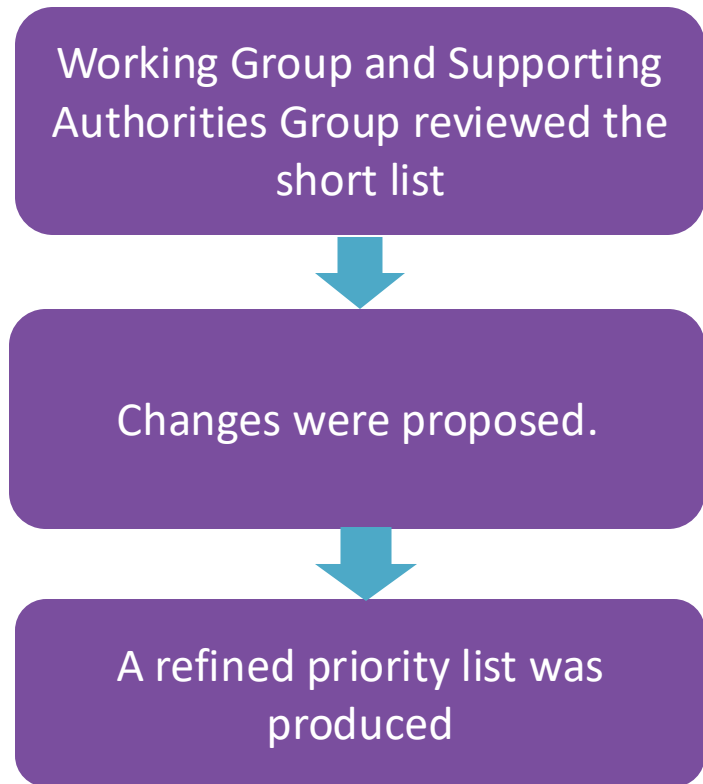 Working Group and Supporting
Authorities Group reviewed the
short list
Changes were proposed.
A refined priority list was
produced